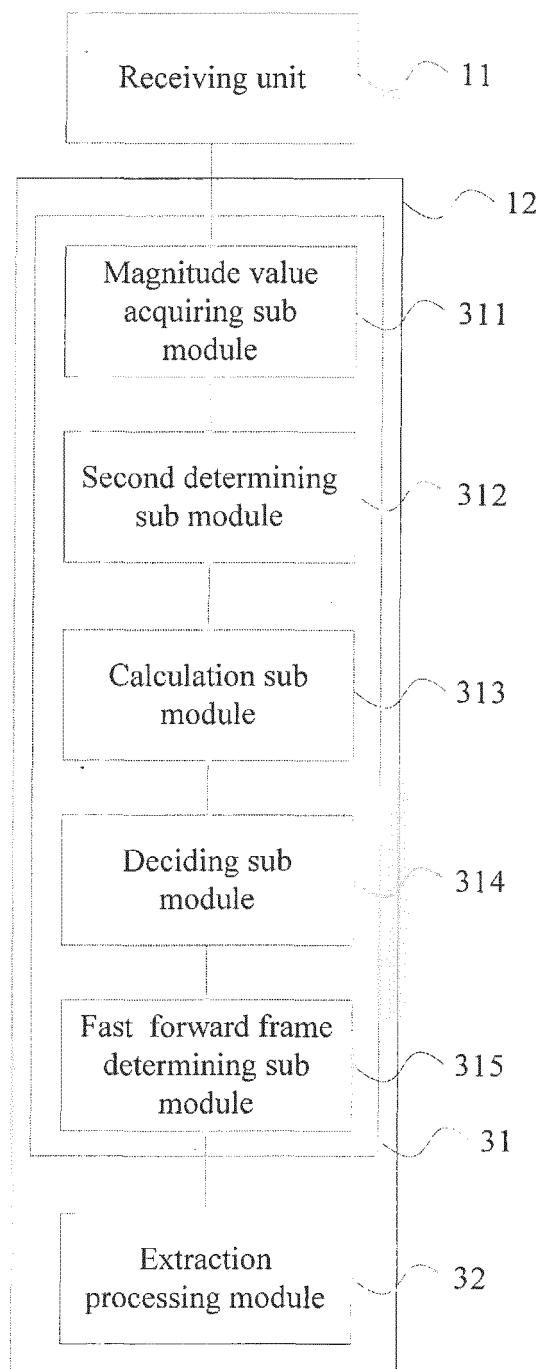 Receiving unit
11
12
Magnitude value
acquiring sub
module
311
Second determining
sub module
312
Calculation sub
module
313
Deciding sub
module
314
Fast forward frame
determining sub
module
315
31
Extraction
processing module
32